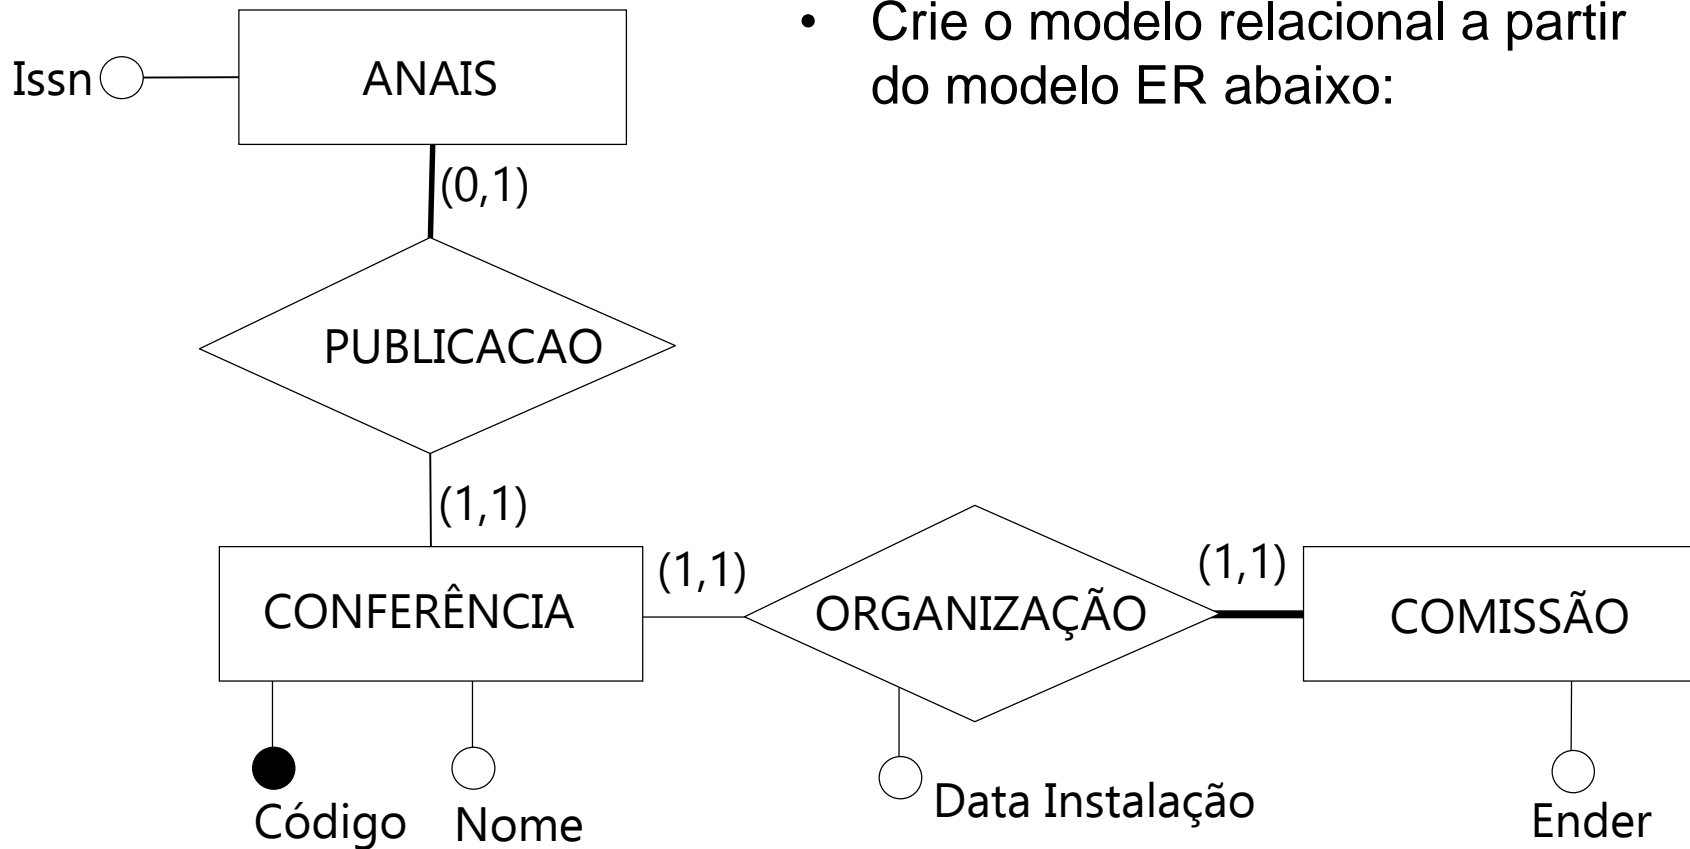 • Crie o modelo relacional a partir
do modelo ER abaixo:
Issn
ANAIS
(0,1)
PUBLICACAO
(1,1)
CONFERÊNCIA
(1,1)
ORGANIZAÇÃO
(1,1)
COMISSÃO
Código
Nome
Data Instalação
Ender